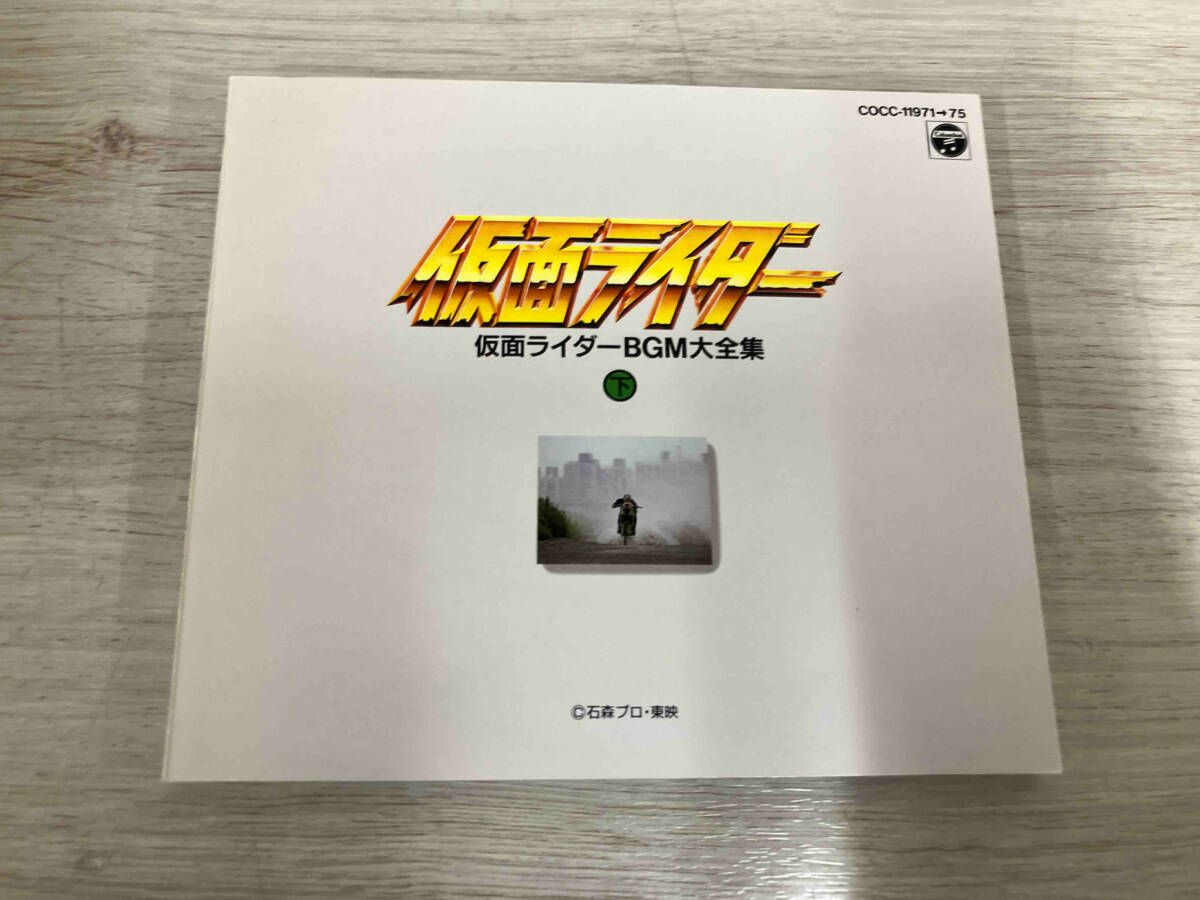 COCC-11971→75
Columbia
仮面ライダー
仮面ライダーBGM大全集
下
©石森プロ・東映